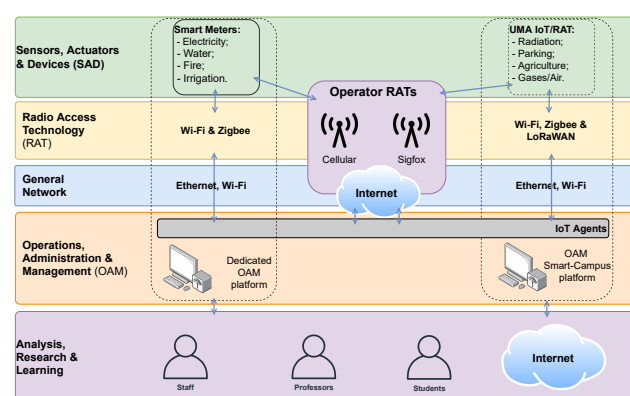 Sensors, Actuators
& Devices (SAD)
Smart Meters:
- Electricity;
- Water;
- Fire;
- Irrigation.
UMA IoT/RAT:
- Radiation;
- Parking;
- Agriculture;
- Gases/Air.
Operator RATs
Cellular
Sigfox
Internet
Radio Access
Technology
(RAT)
Wi-Fi & Zigbee
Wi-Fi, Zigbee &
LoRaWAN
General
Network
Ethernet, Wi-Fi
Ethernet, Wi-Fi
IoT Agents
Operations,
Administration &
Management (OAM)
Dedicated
OAM
platform
OAM
Smart-Campus
platform
Analysis,
Research &
Learning
Staff
Professors
Students
Internet